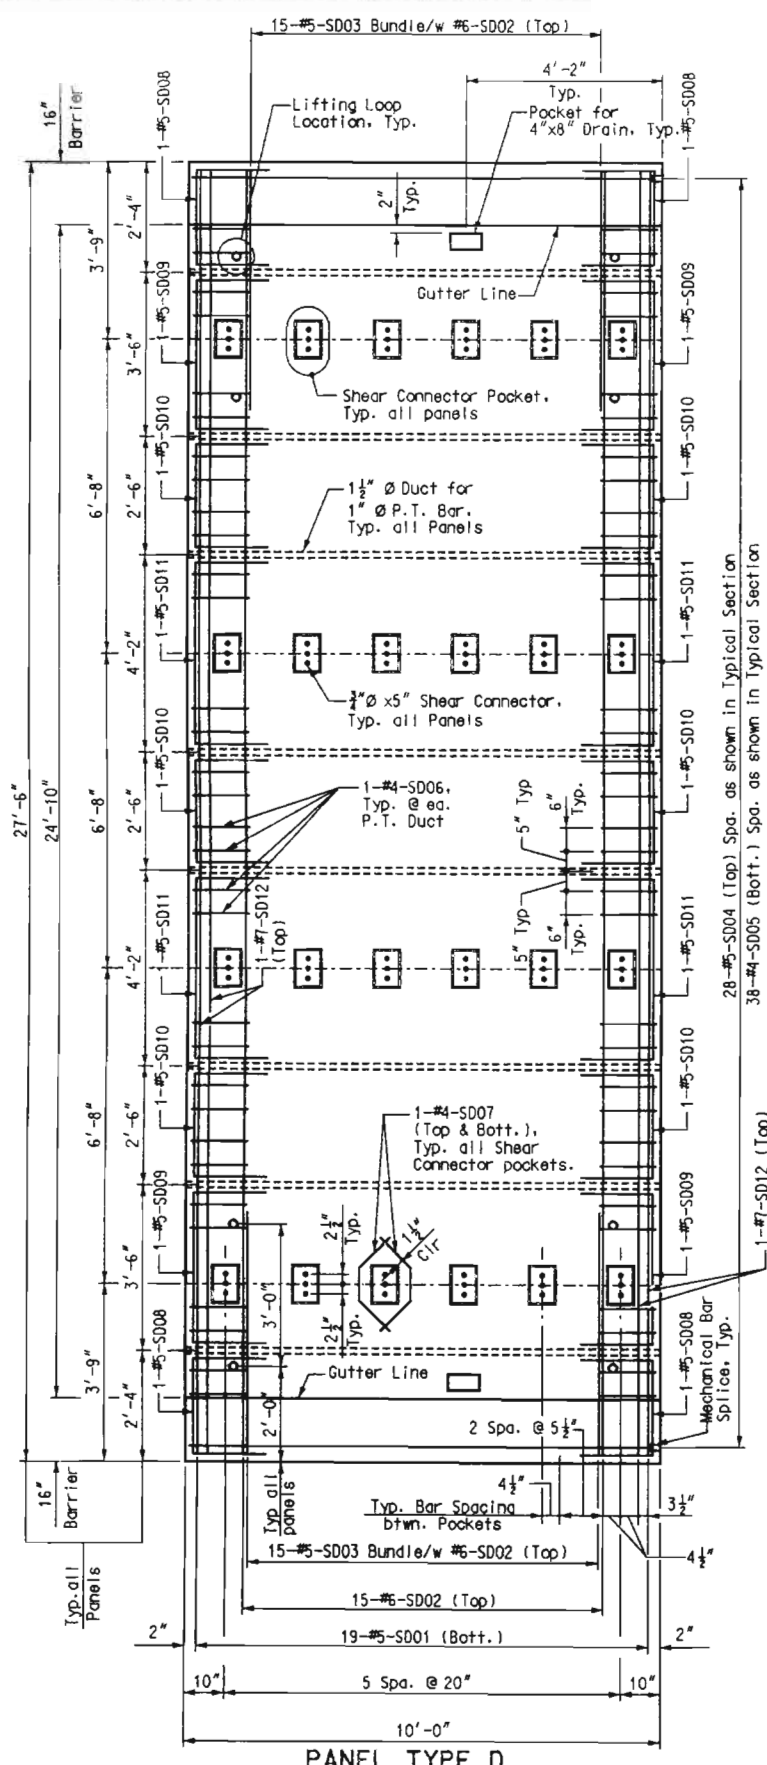 15-#5-SD03 Bundle/w #6-SD02 (Top)
4'-2"
Typ.
16"
Barrier
1-#5-SD08
Lifting Loop
Location, Typ.
Pocket for
4"x8" Drain, Typ.
1-#5-SD08
2"
Typ.
2'-4"
3'-9"
Gutter Line
1-#5-SD09
1-#5-SD09
3'-6"
Shear Connector Pocket,
Typ. all panels
1-#5-SD10
1-#5-SD10
6'-8"
2'-6"
1½" Ø Duct for
1" Ø P.T. Bar,
Typ. all Panels
1-#5-SD11
1-#5-SD11
4'-2"
¾"Ø x5" Shear Connector,
Typ. all Panels
28-#5-SD04 (Top) Spa. as shown in Typical Section
38-#4-SD05 (Bott.) Spa. as shown in Typical Section
1-#5-SD10
1-#5-SD10
27'-6"
24'-10"
6'-8"
2'-6"
1-#4-SD06,
Typ. @ ea.
P.T. Duct
5" Typ
6"
Typ.
1-#5-SD11
1-#7-SD12
(Top)
5" Typ
6"
Typ.
1-#5-SD11
4'-2"
1-#5-SD10
1-#5-SD10
6'-8"
2'-6"
1-#4-SD07
(Top & Bott.),
Typ. all Shear
Connector pockets.
1-#7-SD12 (Top)
1-#5-SD09
1-#5-SD09
2½"
Typ.
1½"
Clr
3'-6"
3'-0"
2½"
Typ.
1-#5-SD08
1-#5-SD08
Mechanical Bar
Splice, Typ.
3'-9"
2'-4"
2'-0"
Gutter Line
2 Spa. @ 5½"
16"
Barrier
Typ all
panels
4½"
Typ. Bar Spacing
btwn. Pockets
3½"
4½"
15-#5-SD03 Bundle/w #6-SD02 (Top)
Typ.all
Panels
15-#6-SD02 (Top)
2"
19-#5-SD01 (Bott.)
2"
10"
5 Spa. @ 20"
10"
10'-0"
PANEL TYPE D